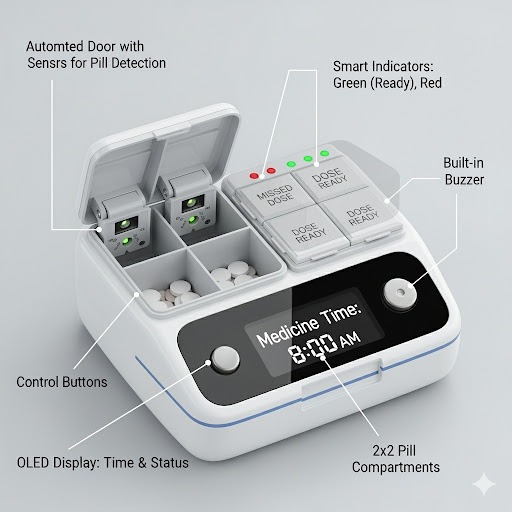 Automted Door with
Sensrs for Pill Detection
Smart Indicators:
Green (Ready), Red
Built-in
Buzzer
MISSED
DOSE
DOSE
READY
DOSE
READY
DOSE
READY
Medicine Time:
8:00 AM
Control Buttons
OLED Display: Time & Status
2x2 Pill
Compartments